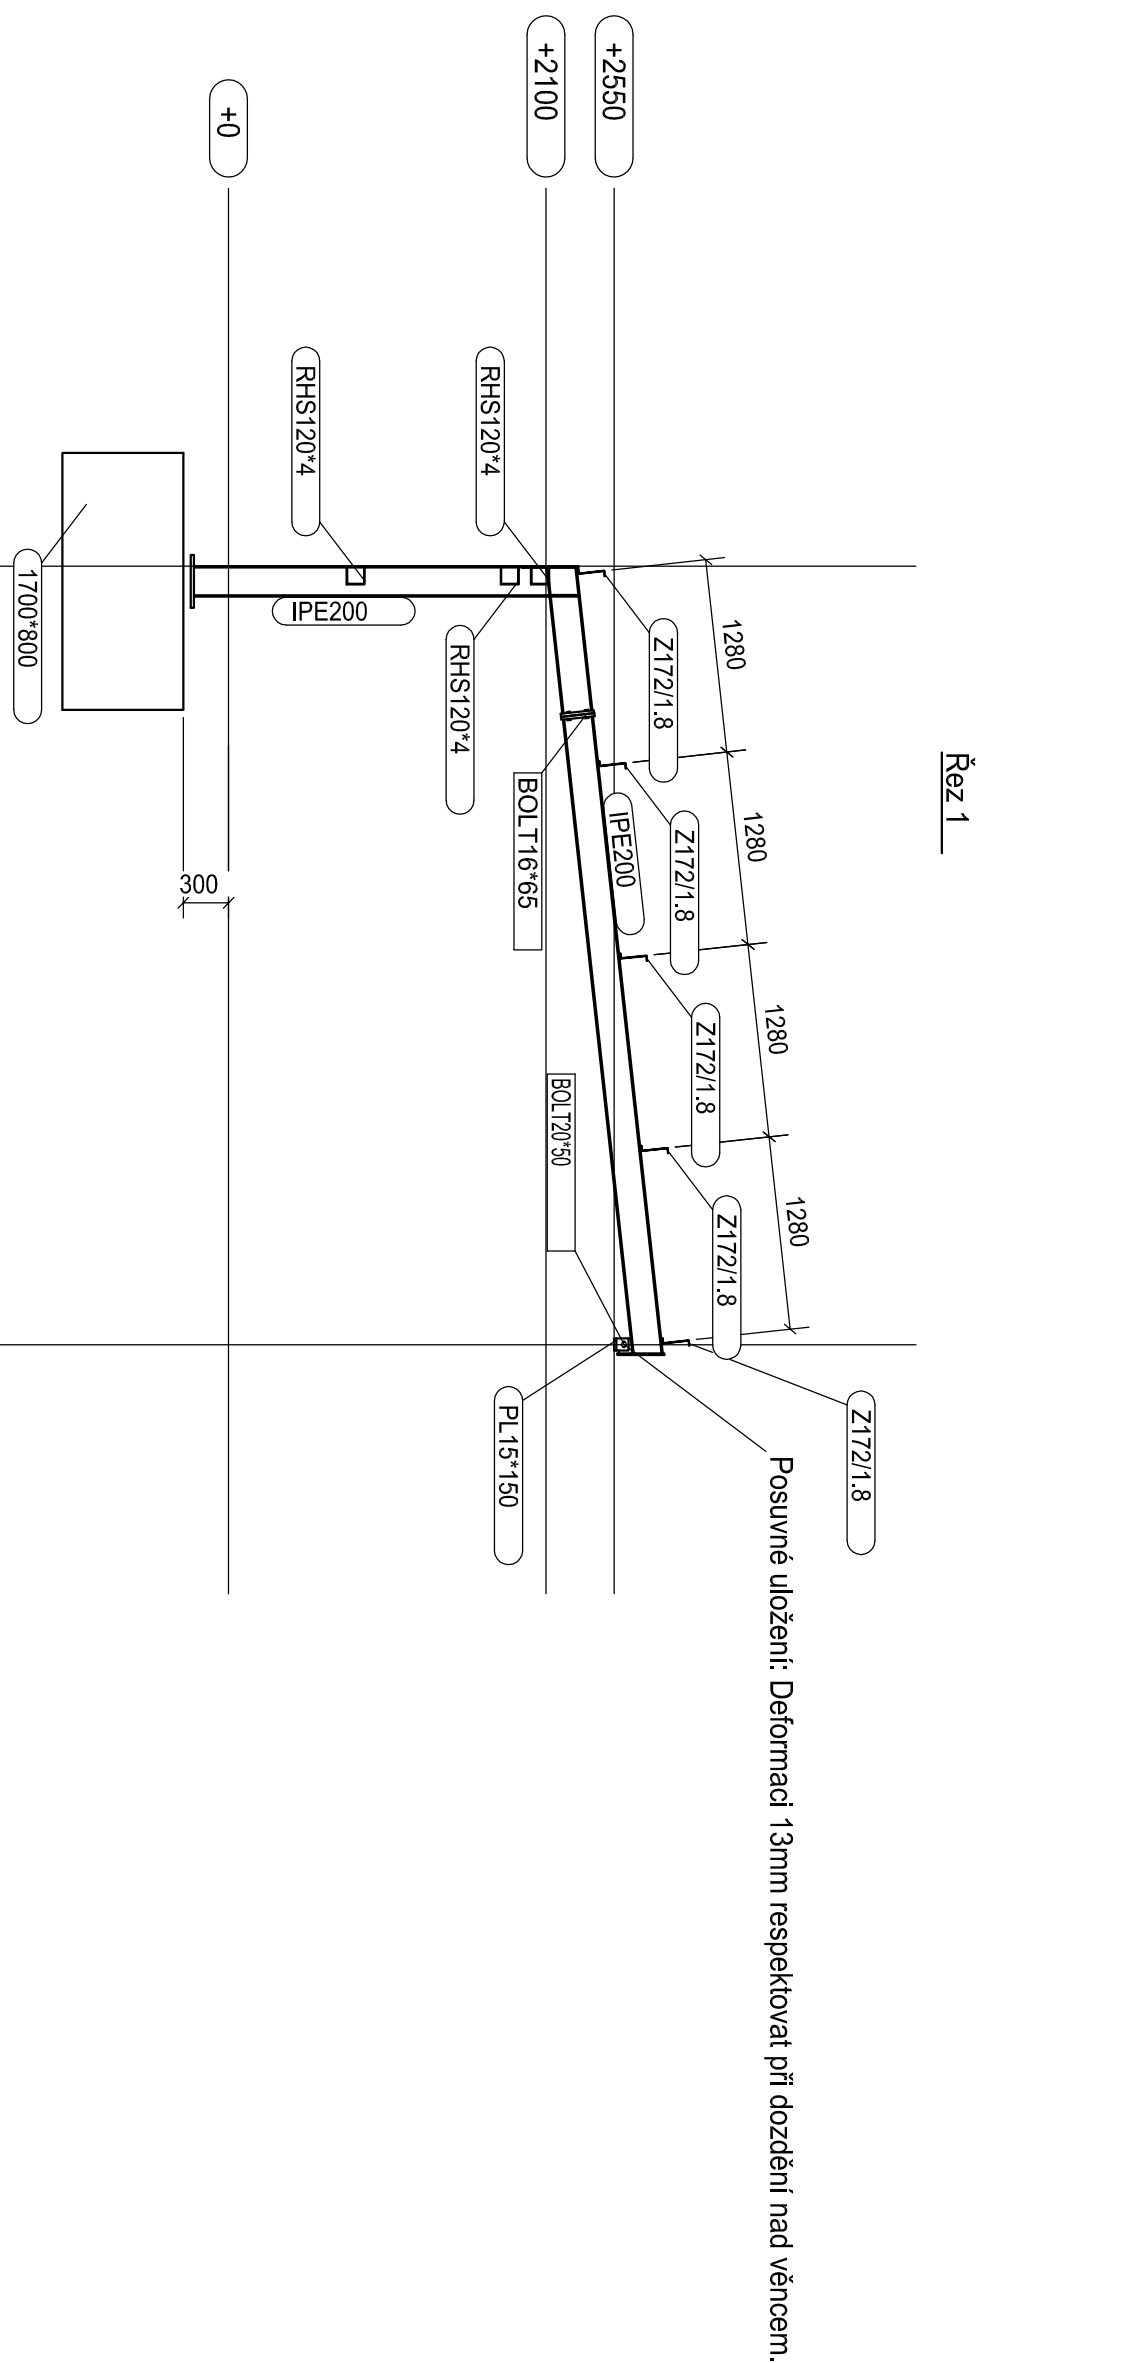 Řez 1
1280
1280
1280
1280
Z172/1.8
Z172/1.8
Z172/1.8
Z172/1.8
Z172/1.8
Posuvné uložení: Deformaci 13mm respektovat při dozdění nad věncem.
+2550
IPE200
+2100
BOLT16*65
BOLT20*50
RHS120*4
PL15*150
RHS120*4
RHS120*4
IPE200
+0
300
1700*800